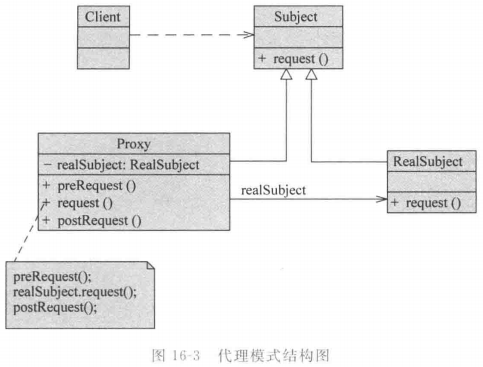 Client
Subject
+ request ()
Proxy
− realSubject: RealSubject
+ preRequest ()
+ request ()
+ postRequest ()
realSubject
RealSubject
+ request ()
preRequest();
realSubject.request();
postRequest();
图 16-3 代理模式结构图